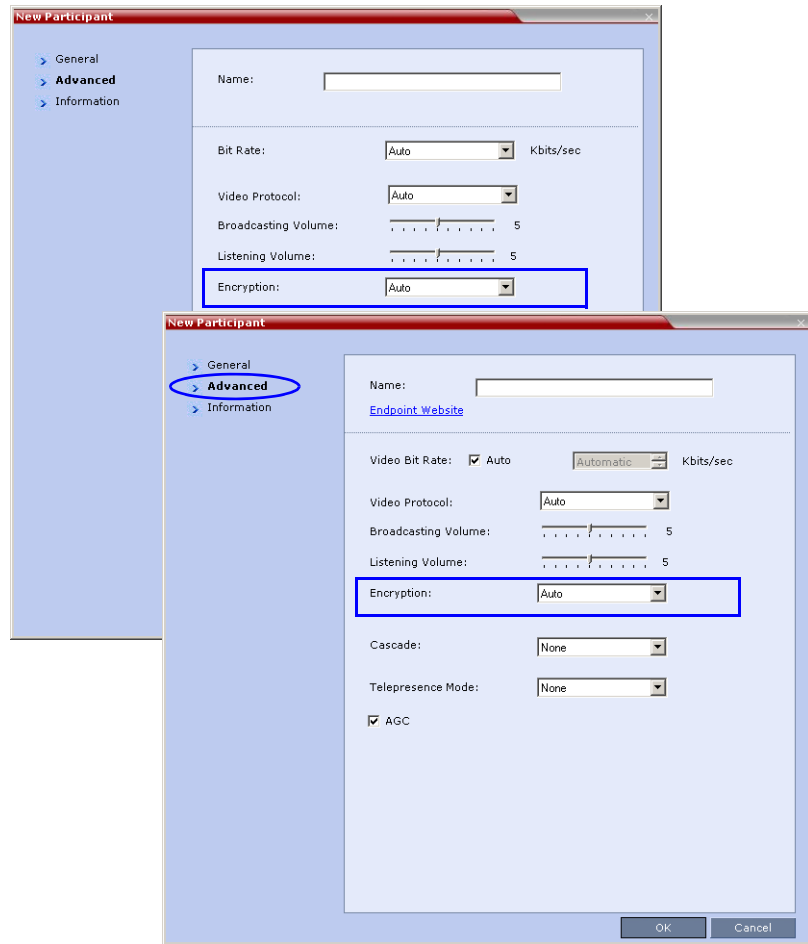 New Participant
General
Advanced
Information
Name:
Bit Rate: Auto Kbits/sec
Video Protocol: Auto
Broadcasting Volume: 5
Listening Volume: 5
Encryption: Auto
New Participant
General
Advanced
Information
Name:
Endpoint Website
Video Bit Rate: Auto Automatic Kbits/sec
Video Protocol: Auto
Broadcasting Volume: 5
Listening Volume: 5
Encryption: Auto
Cascade: None
Telepresence Mode: None
AGC
OK Cancel